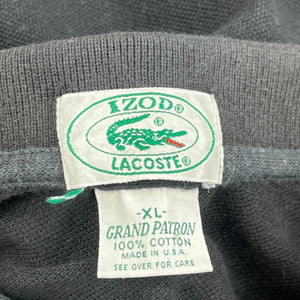 IZOD®
LACOSTE®
-XL-
GRAND PATRON
100% COTTON
MADE IN U.S.A.
SEE OVER FOR CARE